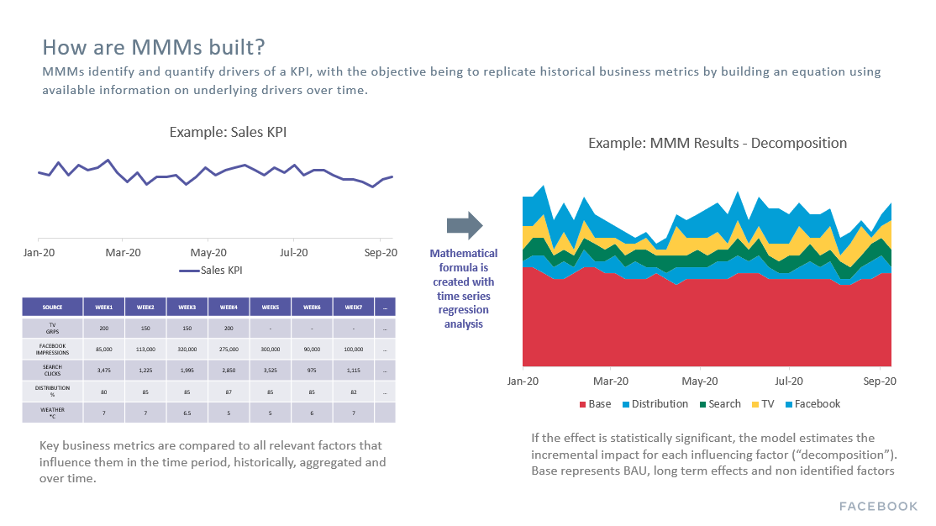 How are MMMs built?
MMMs identify and quantify drivers of a KPI, with the objective being to replicate historical business metrics by building an equation using
available information on underlying drivers over time.
Example: Sales KPI
Jan-20 Mar-20 May-20 Jul-20 Sep-20
Sales KPI
SOURCE WEEK1 WEEK2 WEEK3 WEEK4 WEEK5 WEEK6 WEEK7 ...
TV
GRPS 200 150 150 200 - - - ...
FACEBOOK
IMPRESSIONS 85,000 113,000 320,000 275,000 300,000 90,000 100,000 ...
SEARCH
CLICKS 3,475 1,225 1,995 2,850 3,525 975 1,115 ...
DISTRIBUTION
% 80 85 85 87 85 85 82 ...
WEATHER
°C 7 7 6.5 5 5 6 7
Key business metrics are compared to all relevant factors that
influence them in the time period, historically, aggregated and
over time.
Mathematical
formula is
created with
time series
regression
analysis
Example: MMM Results - Decomposition
Jan-20 Mar-20 May-20 Jul-20 Sep-20
Base Distribution Search TV Facebook
If the effect is statistically significant, the model estimates the
incremental impact for each influencing factor (“decomposition”).
Base represents BAU, long term effects and non identified factors
FACEBOOK